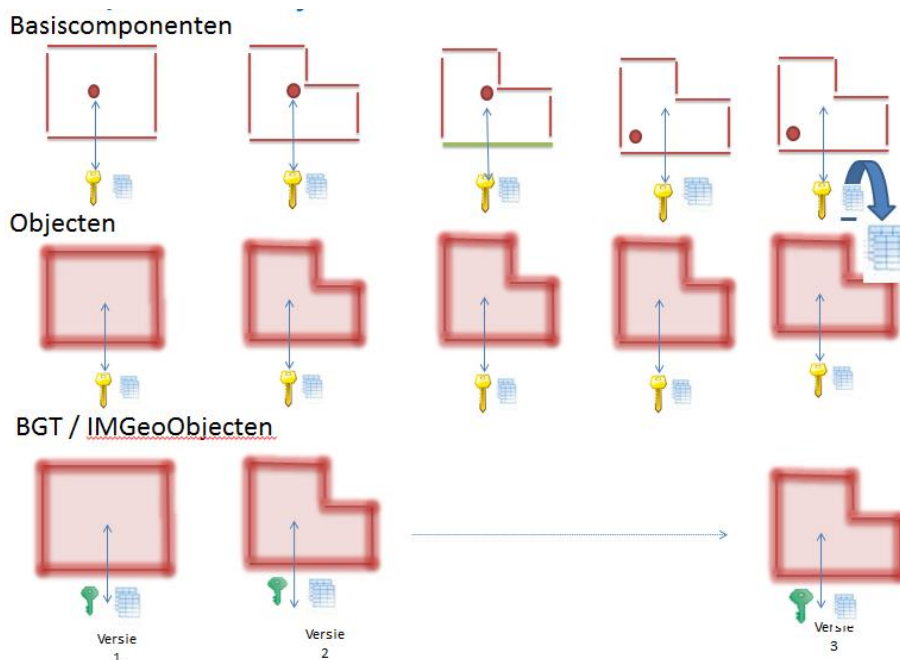 Basiscomponenten
Objecten
BGT / IMGeoObjecten
Versie
1
Versie
2
Versie
3